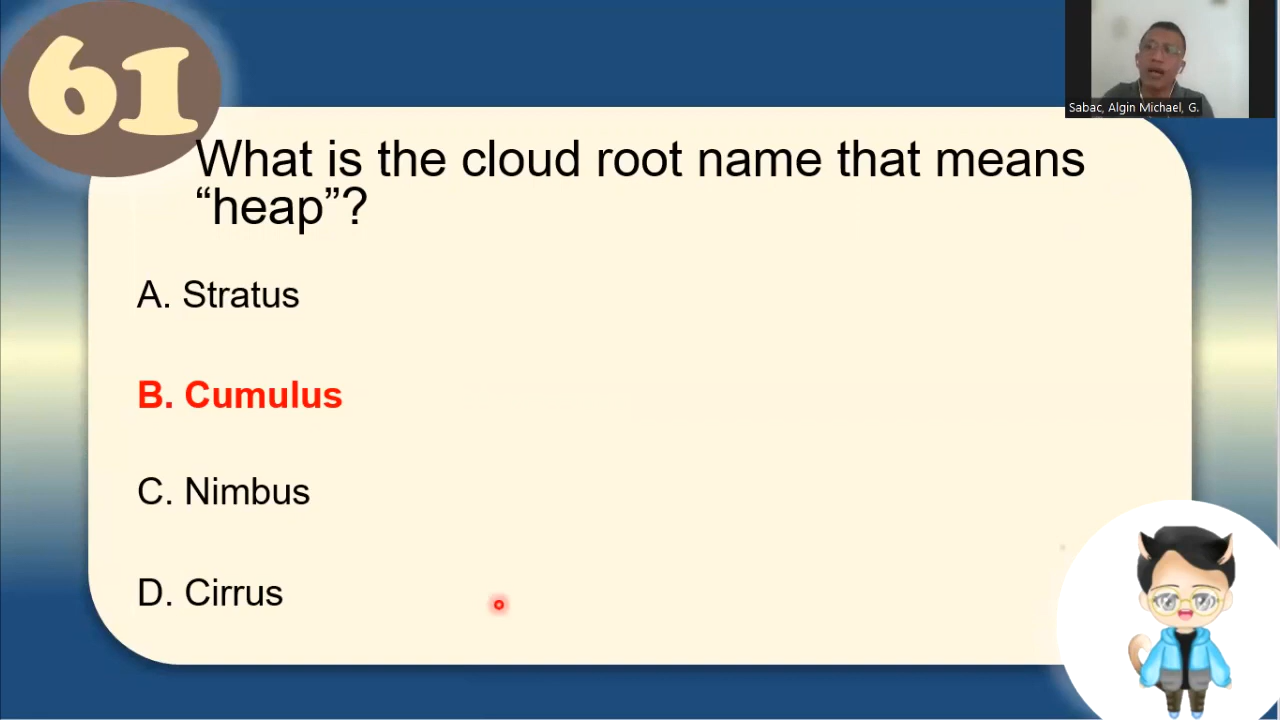 61
Sabac, Algin Michael, G.
What is the cloud root name that means
“heap”?
A. Stratus
B. Cumulus
C. Nimbus
D. Cirrus